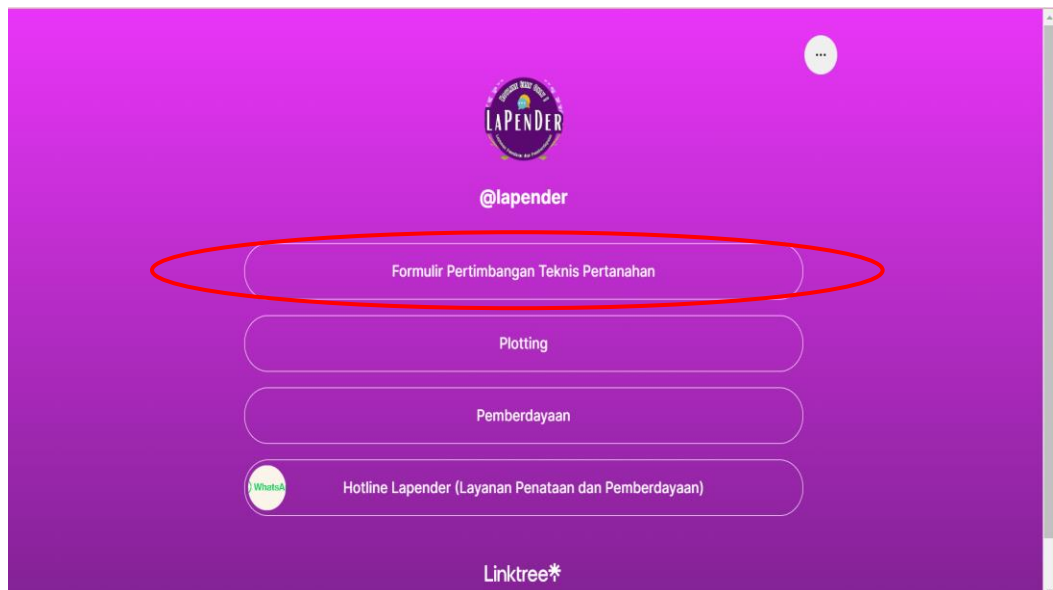 ...
LAPENDER
@lapender
Formulir Pertimbangan Teknis Pertanahan
Plotting
Pemberdayaan
WhatsA
Hotline Lapender (Layanan Penataan dan Pemberdayaan)
Linktree